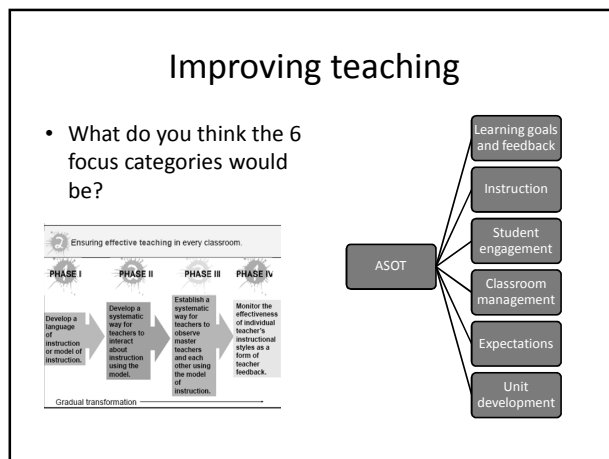 Improving teaching
• What do you think the 6
focus categories would
be?
2 Ensuring effective teaching in every classroom.
PHASE I
PHASE II
PHASE III
PHASE IV
Develop a
language
of
instruction
or model of
instruction.
Develop a
systematic
way for
teachers to
interact
about
instruction
using the
model.
Establish a
systematic
way for
teachers to
observe
master
teachers
and each
other using
the model
of
instruction.
Monitor the
effectiveness
of individual
teacher's
instructional
styles as a
form of
teacher
feedback.
Gradual transformation
ASOT
Learning goals
and feedback
Instruction
Student
engagement
Classroom
management
Expectations
Unit
development